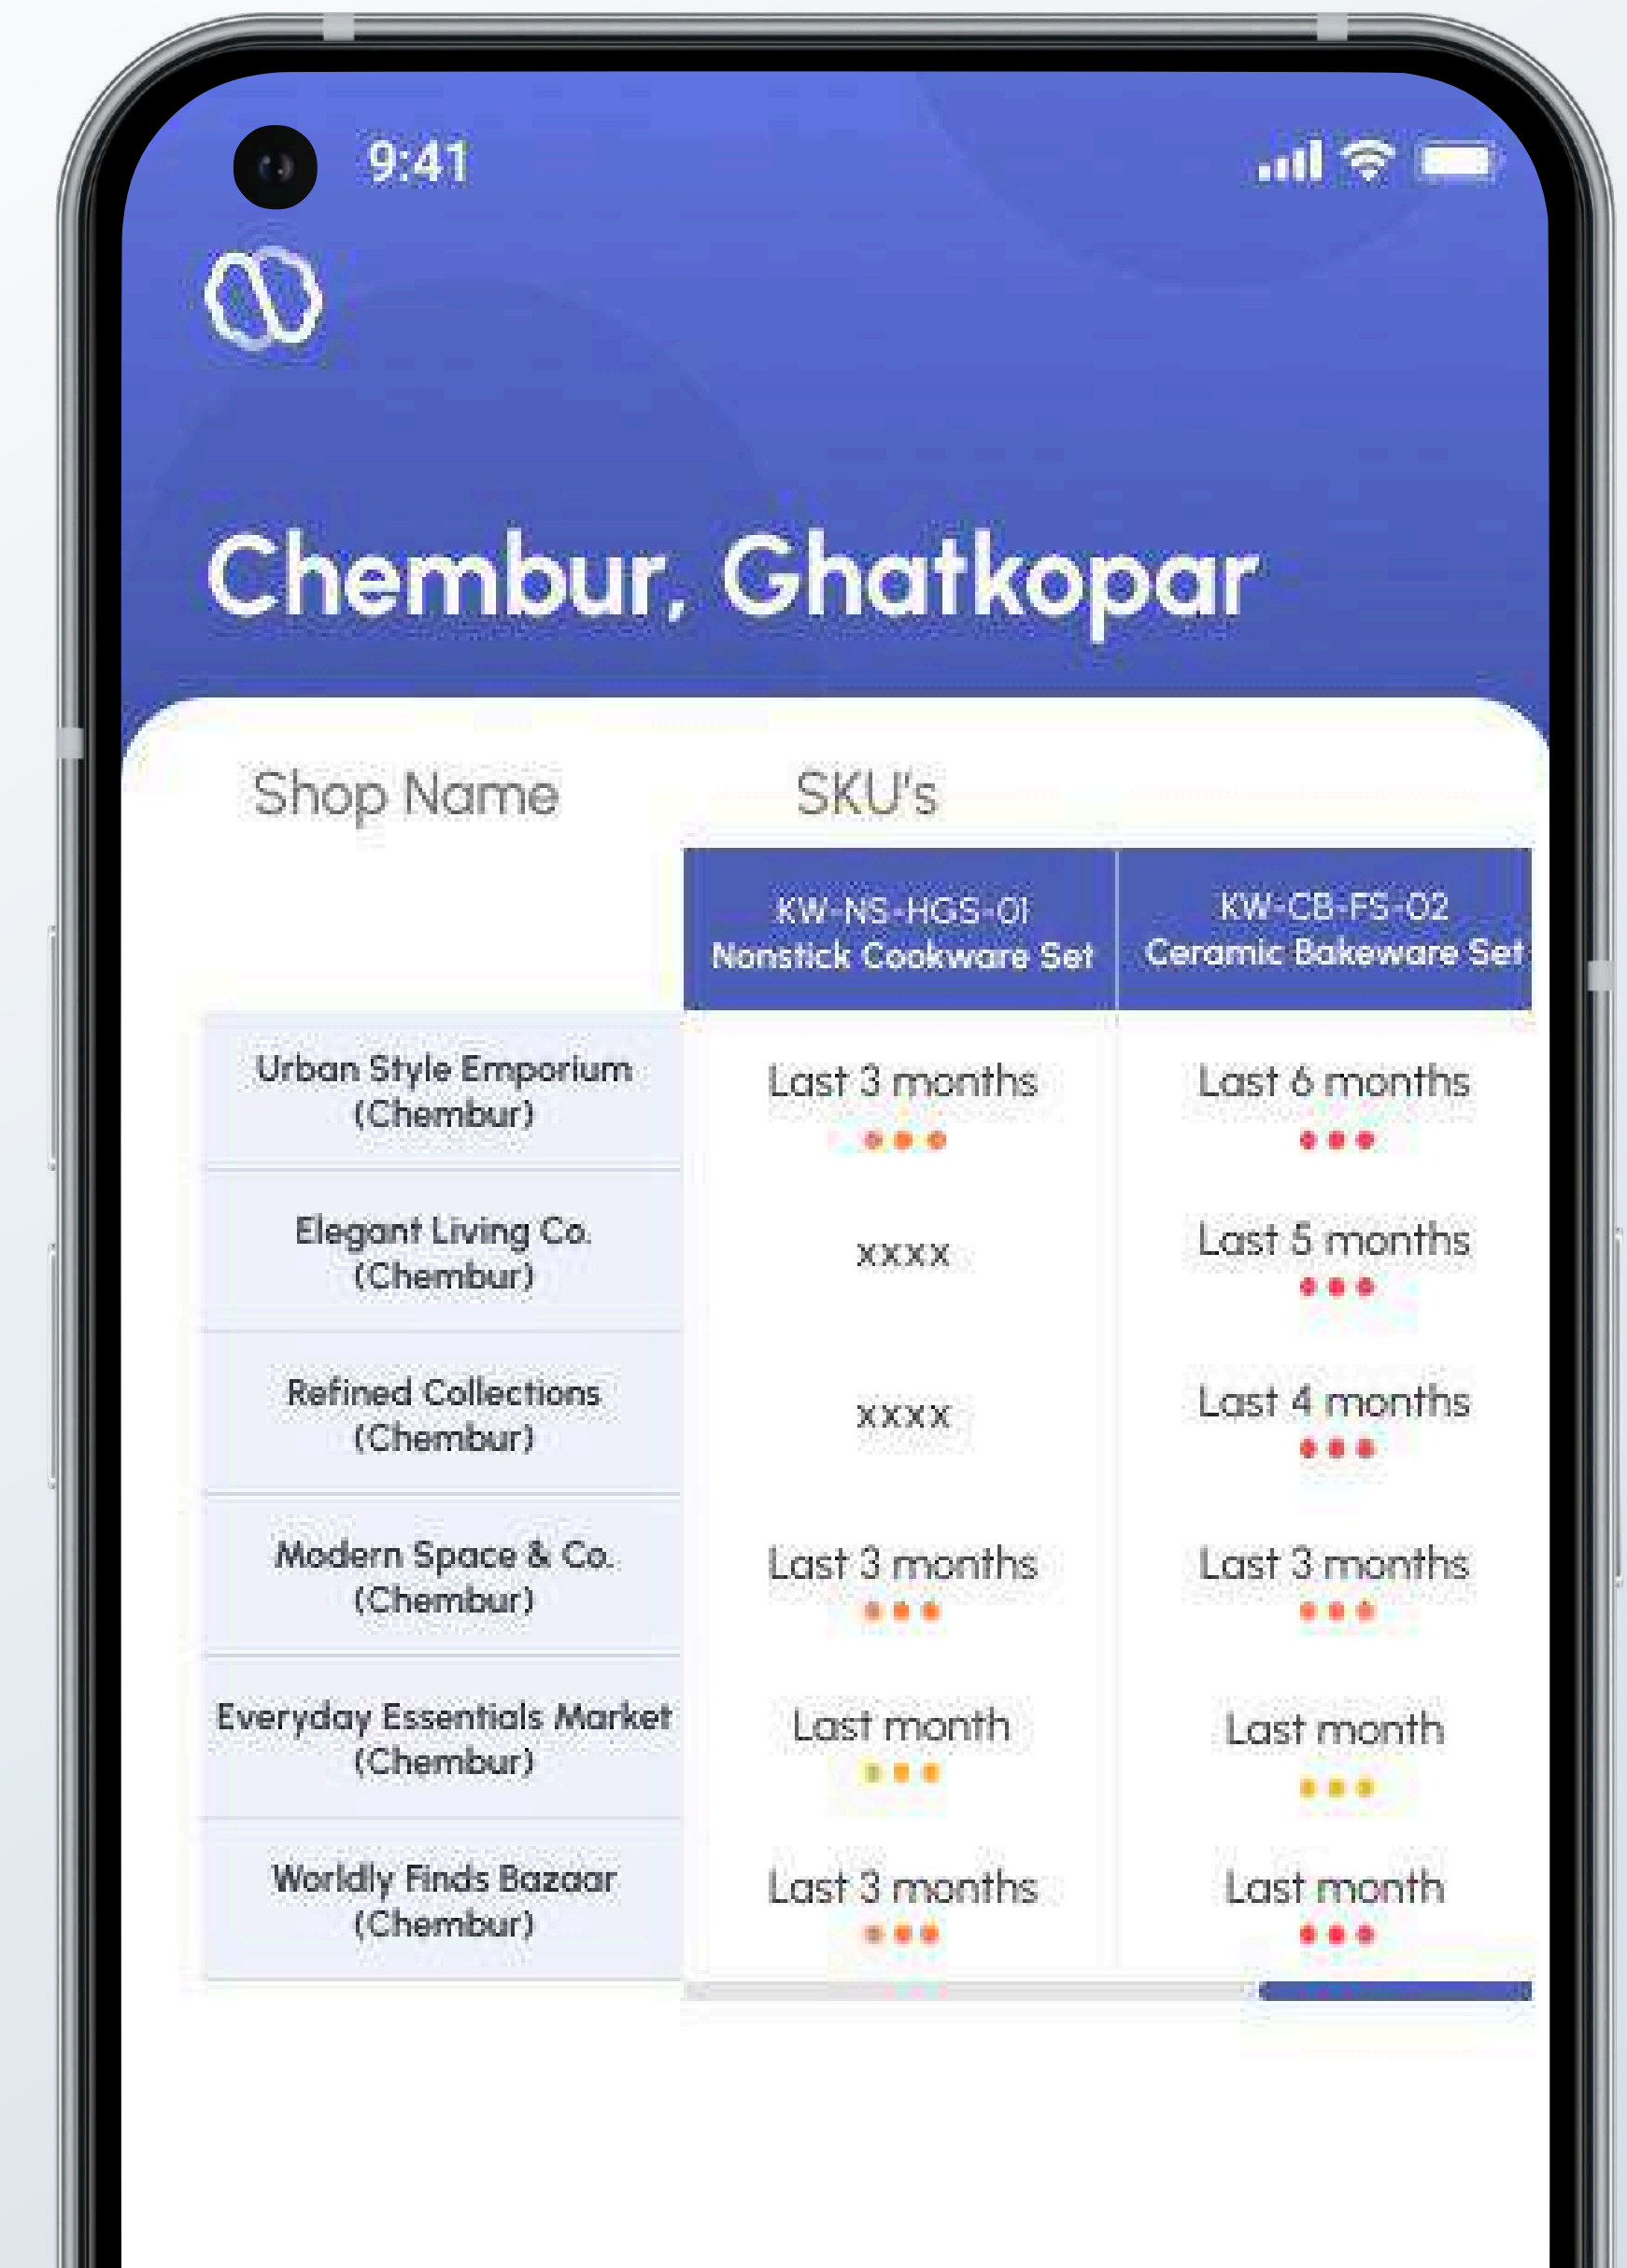 9:41
Chembur, Ghatkopar
Shop Name SKU's
KW-NS-HGS-01 KW-CB-FS-02
Nonstick Cookware Set Ceramic Bakeware Set
Urban Style Emporium
(Chembur)
Last 3 months Last 6 months
Elegant Living Co.
(Chembur)
xxxx Last 5 months
Refined Collections
(Chembur)
xxxx Last 4 months
Modern Space & Co.
(Chembur)
Last 3 months Last 3 months
Everyday Essentials Market
(Chembur)
Last month Last month
Worldly Finds Bazaar
(Chembur)
Last 3 months Last month